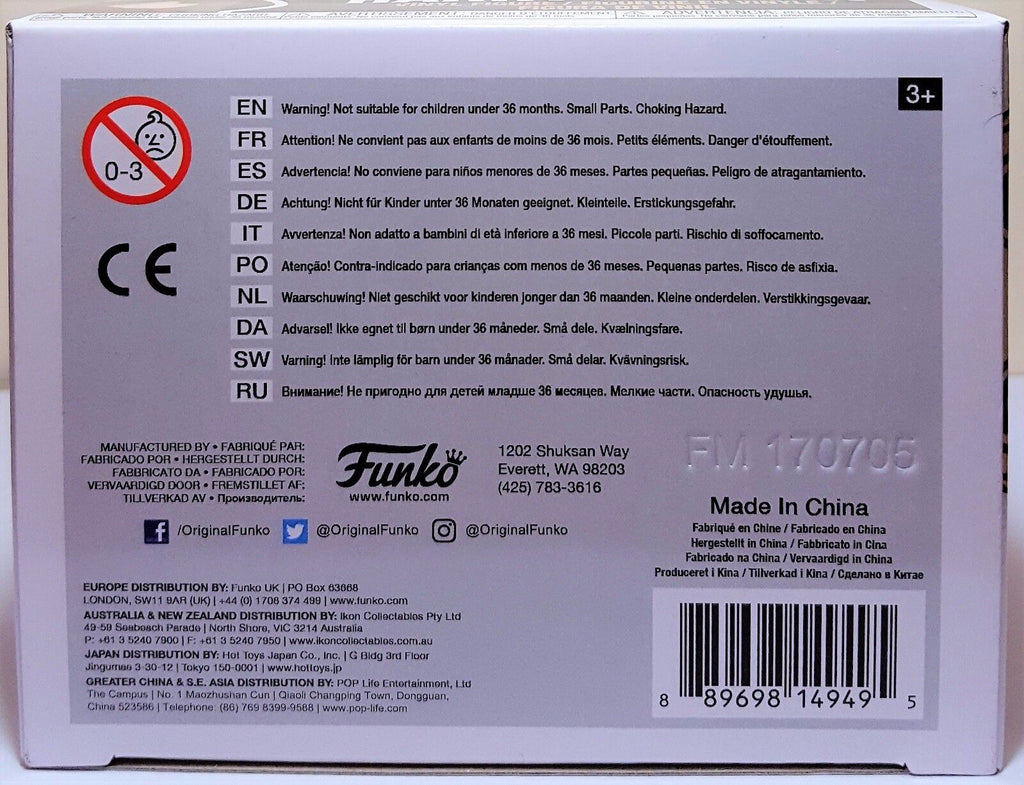 VINYL FIGURE / FIGURINE EN VINYLE /
3+
0-3
EN Warning! Not suitable for children under 36 months. Small Parts. Choking Hazard.
FR Attention! Ne convient pas aux enfants de moins de 36 mois. Petits éléments. Danger d'étouffement.
ES Advertencia! No conviene para niños menores de 36 meses. Partes pequeñas. Peligro de atragantamiento.
DE Achtung! Nicht für Kinder unter 36 Monaten geeignet. Kleinteile. Erstickungsgefahr.
IT Avvertenza! Non adatto a bambini di età inferiore a 36 mesi. Piccole parti. Rischio di soffocamento.
PO Atenção! Contra-indicado para crianças com menos de 36 meses. Pequenas partes. Risco de asfixia.
NL Waarschuwing! Niet geschikt voor kinderen jonger dan 36 maanden. Kleine onderdelen. Verstikkingsgevaar.
DA Advarsel! Ikke egnet til børn under 36 måneder. Små dele. Kvælningsfare.
SW Varning! Inte lämplig för barn under 36 månader. Små delar. Kvävningsrisk.
RU Внимание! Не пригодно для детей младше 36 месяцев. Мелкие части. Опасность удушья.
CE
MANUFACTURED BY • FABRIQUÉ PAR:
FABRICADO POR • HERGESTELLT DURCH:
FABBRICATO DA • FABRICADO POR:
VERVAARDIGD DOOR • FREMSTILLET AF:
TILLVERKAD AV • Производитель:
Funko
www.funko.com
1202 Shuksan Way
Everett, WA 98203
(425) 783-3616
/OriginalFunko @OriginalFunko @OriginalFunko
FM 170705
Made In China
Fabriqué en Chine / Fabricado en China
Hergestellt in China / Fabbricato in Cina
Fabricado na China / Vervaardigd in China
Produceret i Kina / Tillverkad i Kina / Сделано в Китае
EUROPE DISTRIBUTION BY: Funko UK | PO Box 63668
LONDON, SW11 9AR (UK) | +44 (0) 1708 374 499 | www.funko.com
AUSTRALIA & NEW ZEALAND DISTRIBUTION BY: Ikon Collectables Pty Ltd
49-59 Seabeach Parade | North Shore, VIC 3214 Australia
P: +61 3 5240 7900 | F: +61 3 5240 7950 | www.ikoncollectables.com.au
JAPAN DISTRIBUTION BY: Hot Toys Japan Co., Inc. | G Bldg 3rd Floor
Jingumae 3-30-12 | Tokyo 150-0001 | www.hottoys.jp
GREATER CHINA & S.E. ASIA DISTRIBUTION BY: POP Life Entertainment, Ltd
The Campus | No. 1 Maozhushan Cun | Qiaoli Changping Town, Dongguan,
China 523586 | Telephone: (86) 769 8399-9588 | www.pop-life.com
8 89698 14949 5